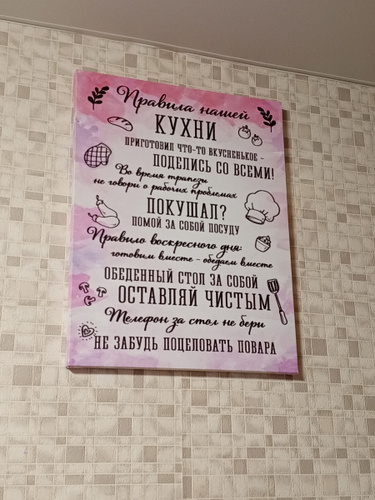 Правила нашей
КУХНИ
ПРИГОТОВИЛ ЧТО-ТО ВКУСНЕНЬКОЕ -
ПОДЕЛИСЬ СО ВСЕМИ!
Во время трапезы
не говори о рабочих проблемах
ПОКУШАЛ?
ПОМОЙ ЗА СОБОЙ ПОСУДУ
Правило воскресного дня:
готовим вместе - обедаем вместе
ОБЕДЕННЫЙ СТОЛ ЗА СОБОЙ
ОСТАВЛЯЙ ЧИСТЫМ
Телефон за стол не бери
НЕ ЗАБУДЬ ПОЦЕЛОВАТЬ ПОВАРА